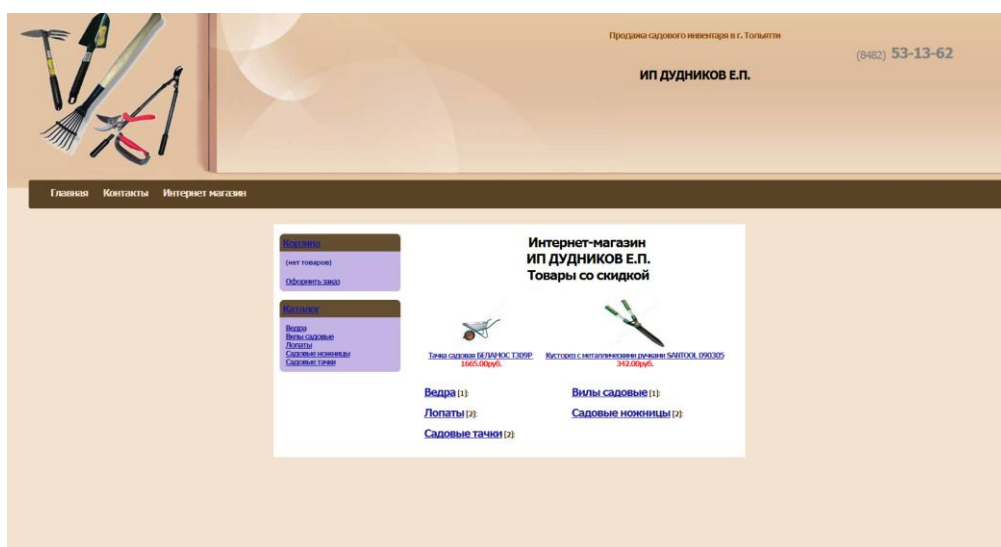 Продажа садового инвентаря в г. Тольятти
(8482) 53-13-62
ИП ДУДНИКОВ Е.П.
Главная Контакты Интернет магазин
Корзина
(нет товаров)
Оформить заказ
Каталог
Ведра
Вилы садовые
Лопаты
Садовые ножницы
Садовые тачки
Интернет-магазин
ИП ДУДНИКОВ Е.П.
Товары со скидкой
Тачка садовая БЕЛАМОС T309P
1665.00руб.
Кусторез с металлическими ручками SANTOOL 090305
342.00руб.
Ведра [1]: Вилы садовые [1]:
Лопаты [2]: Садовые ножницы [2]:
Садовые тачки [2]: